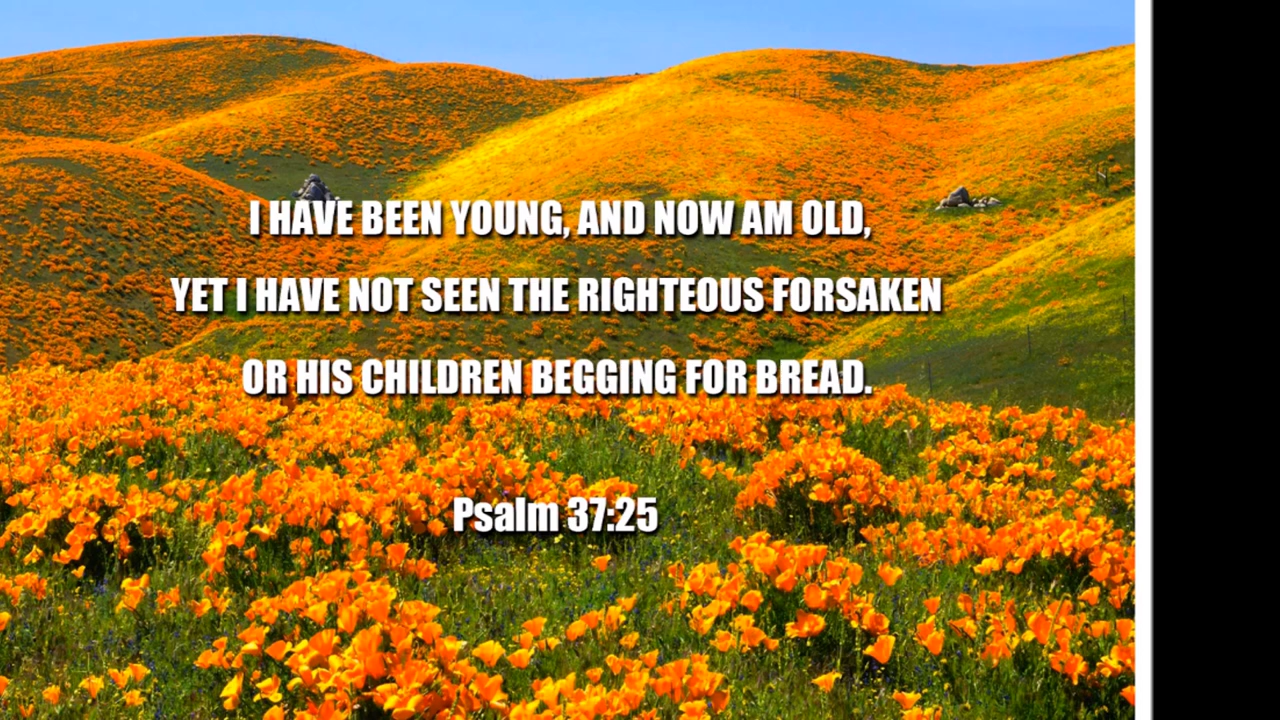 I HAVE BEEN YOUNG, AND NOW AM OLD,
YET I HAVE NOT SEEN THE RIGHTEOUS FORSAKEN
OR HIS CHILDREN BEGGING FOR BREAD.
Psalm 37:25